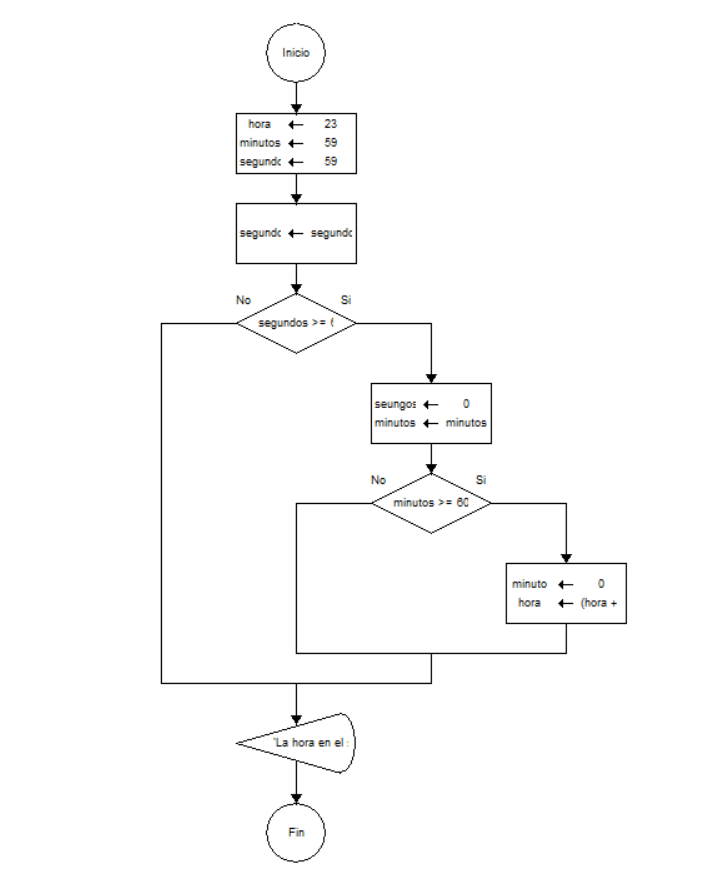 Inicio
hora ← 23
minutos ← 59
segundo ← 59
segundo ← segundo
No Si
segundos >= 6
seungos ← 0
minutos ← minutos
No Si
minutos >= 60
minuto ← 0
hora ← (hora +
'La hora en el
Fin